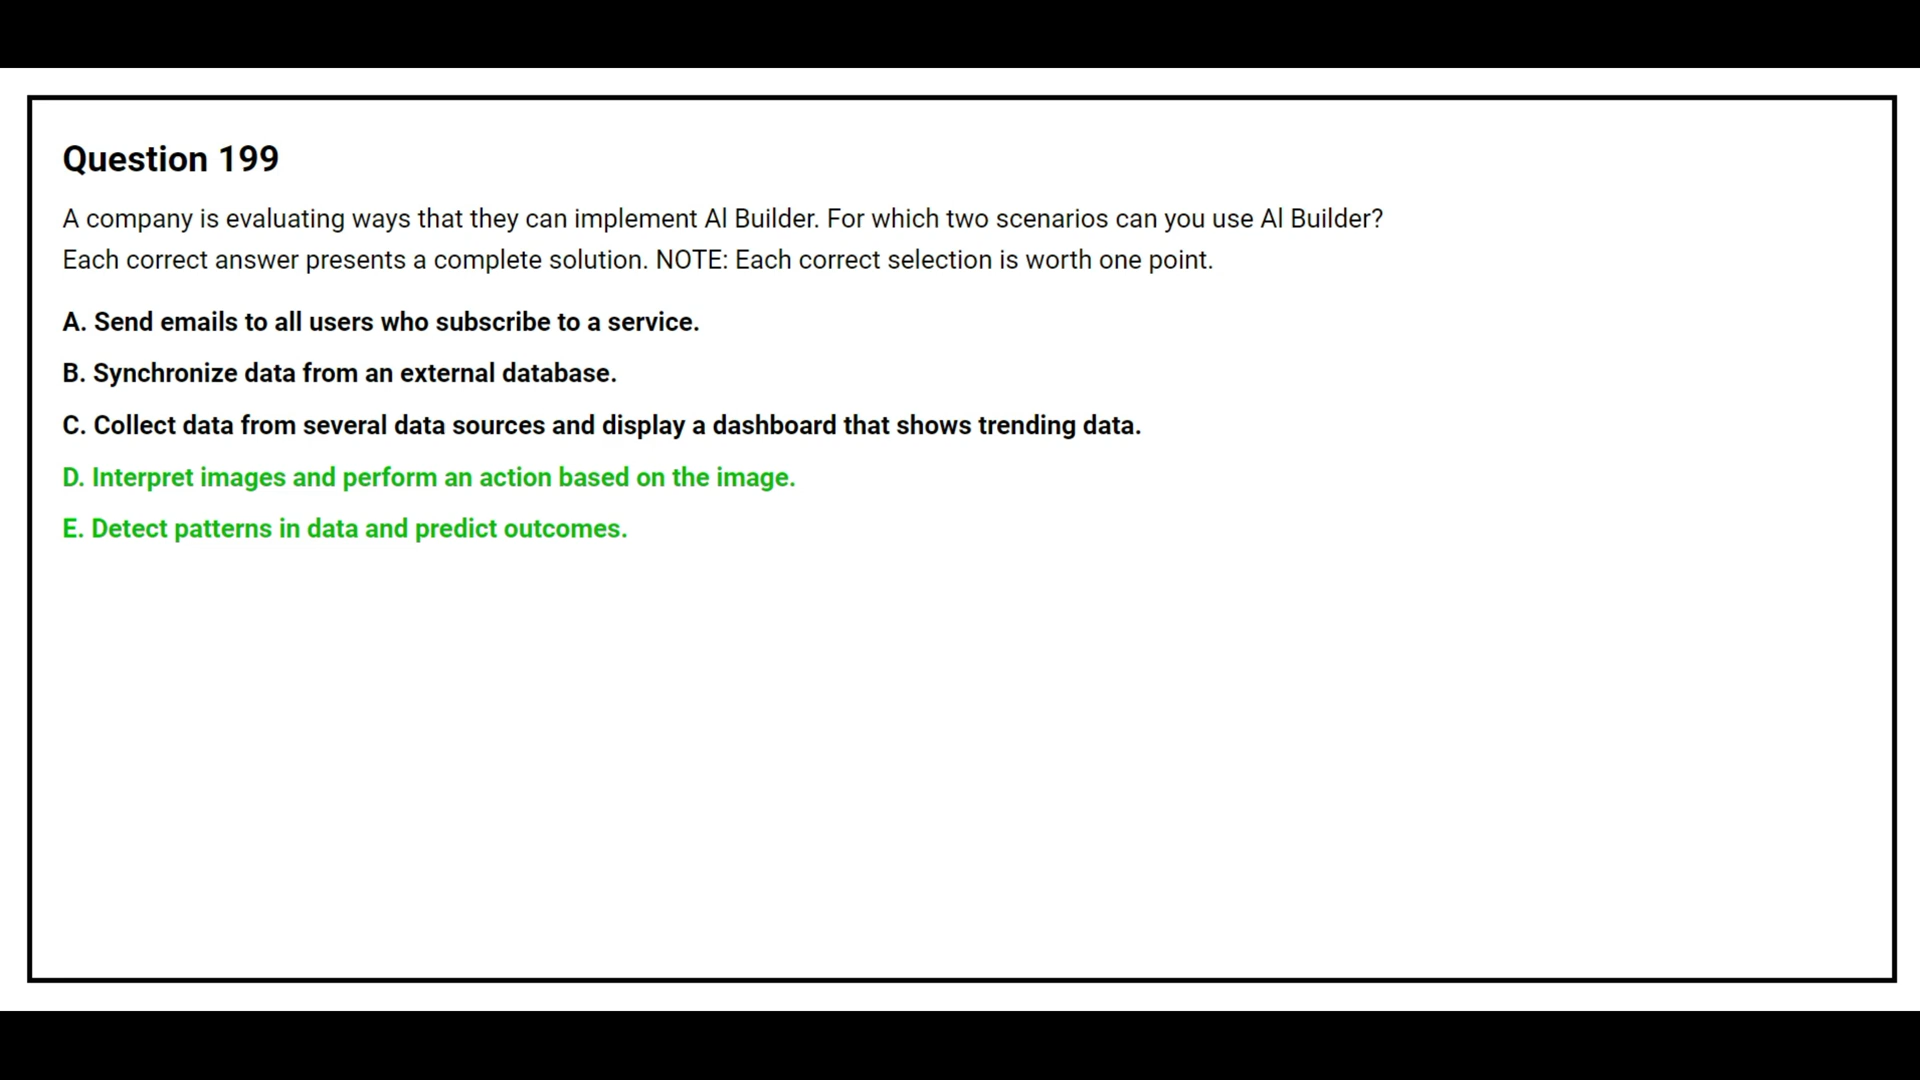 Question 199
A company is evaluating ways that they can implement Al Builder. For which two scenarios can you use Al Builder?
Each correct answer presents a complete solution. NOTE: Each correct selection is worth one point.
A. Send emails to all users who subscribe to a service.
B. Synchronize data from an external database.
C. Collect data from several data sources and display a dashboard that shows trending data.
D. Interpret images and perform an action based on the image.
E. Detect patterns in data and predict outcomes.